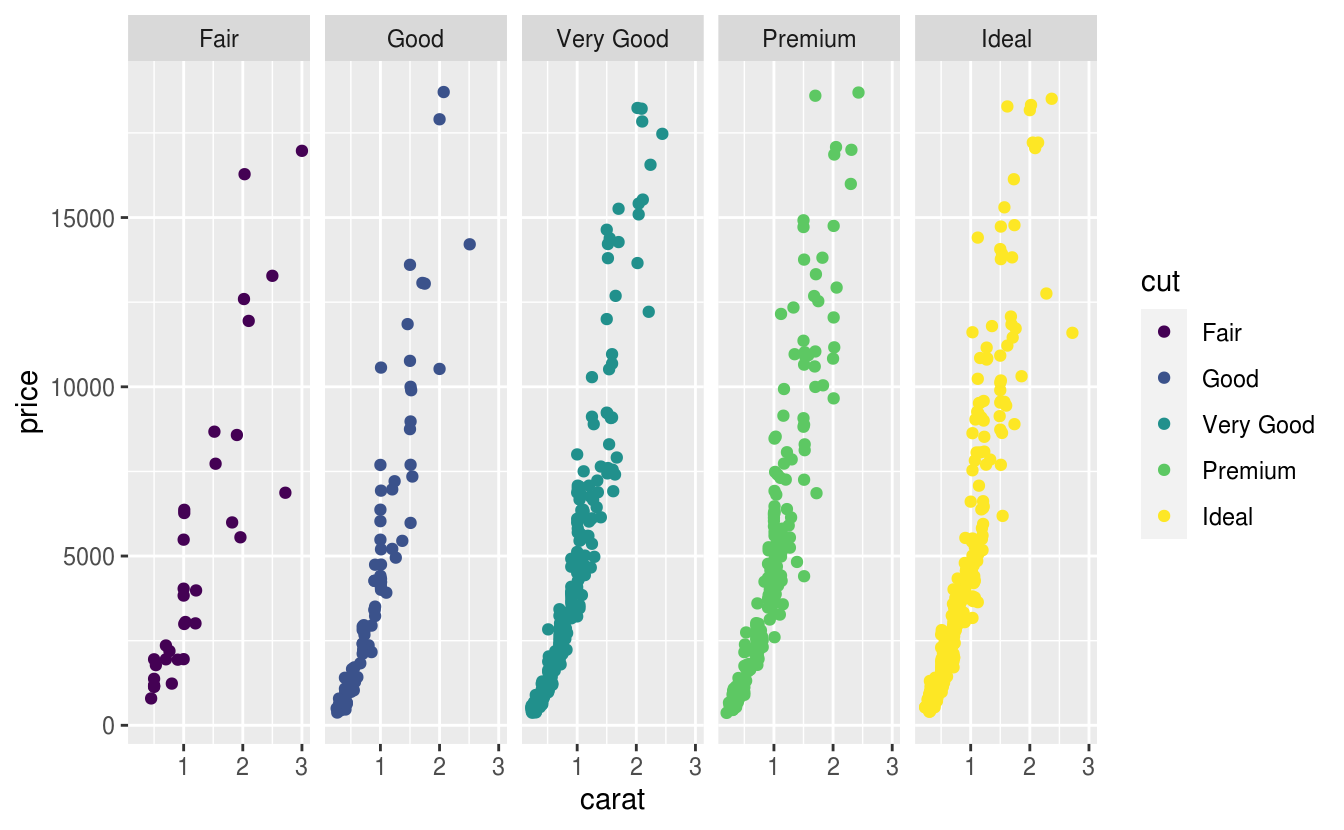 Fair
Good
Very Good
Premium
Ideal
price
15000
10000
5000
0
1 2 3
1 2 3
1 2 3
1 2 3
1 2 3
carat
cut
Fair
Good
Very Good
Premium
Ideal